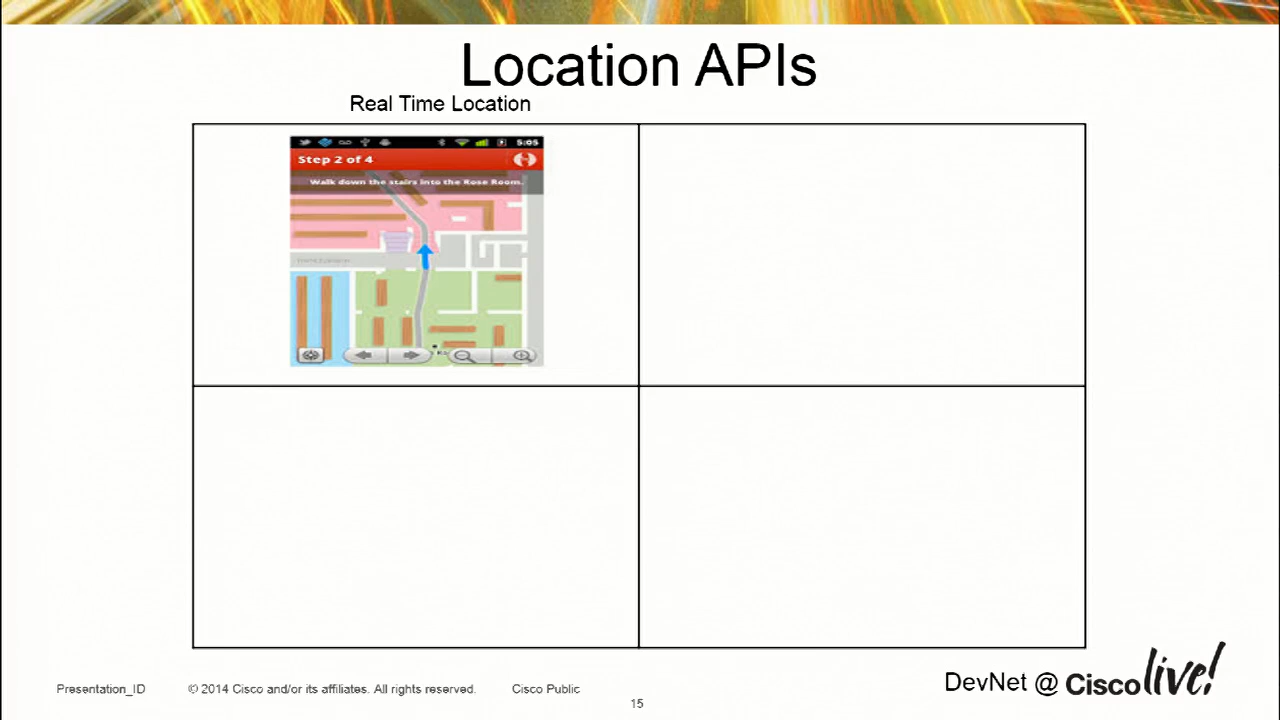 Location APIs
Real Time Location
5:05
Step 2 of 4
Walk down the stairs into the Rose Room.
Presentation_ID
© 2014 Cisco and/or its affiliates. All rights reserved.
Cisco Public
15
DevNet @ Cisco live!